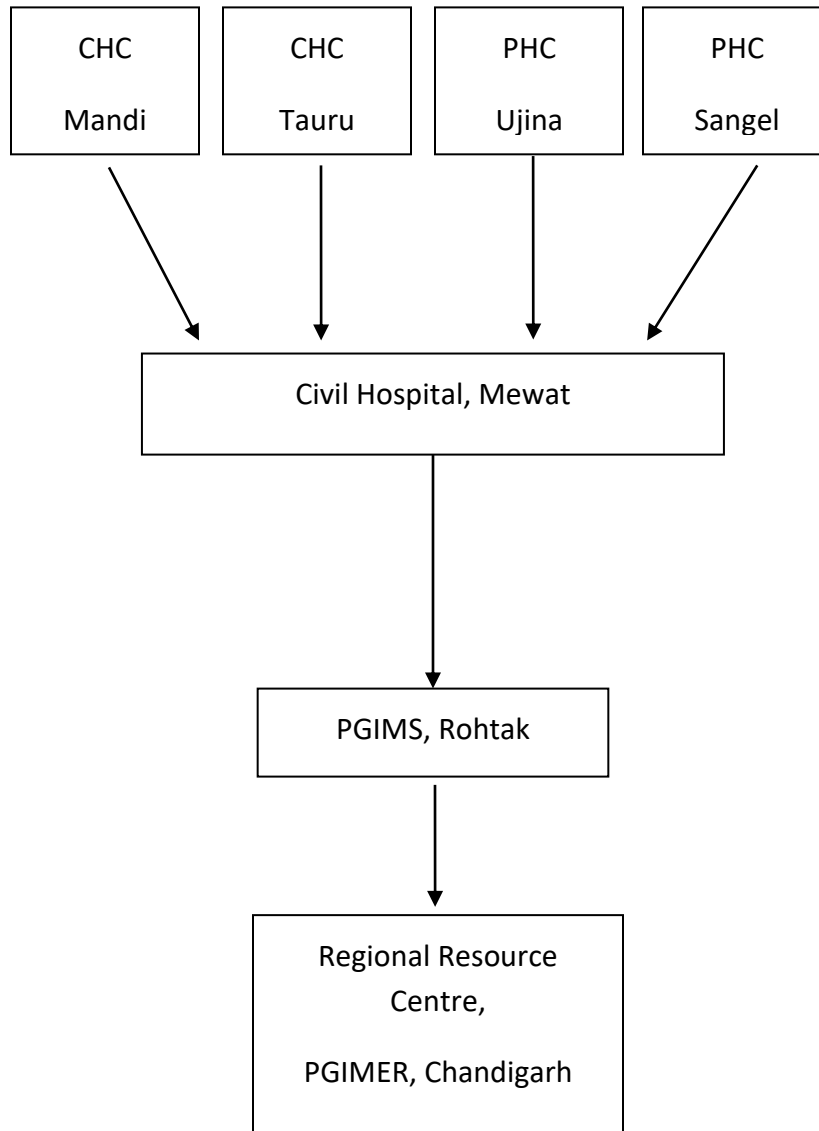 CHC
Mandi
CHC
Tauru
PHC
Ujina
PHC
Sangel
Civil Hospital, Mewat
PGIMS, Rohtak
Regional Resource
Centre,
PGIMER, Chandigarh